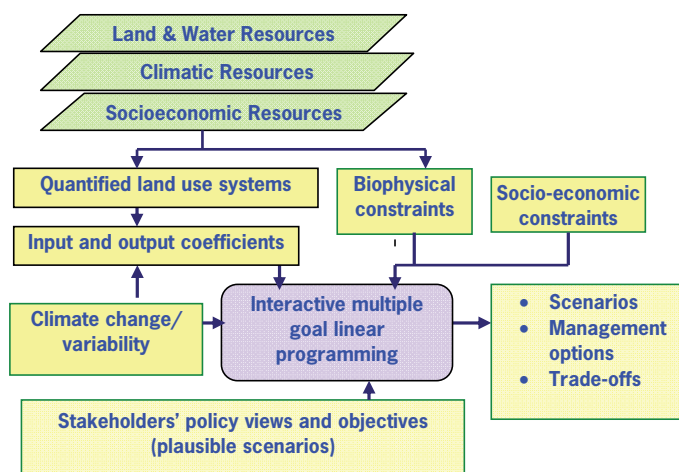 Land & Water Resources
Climatic Resources
Socioeconomic Resources
Quantified land use systems
Biophysical
constraints
Socio-economic
constraints
Input and output coefficients
Climate change/
variability
Interactive multiple
goal linear
programming
• Scenarios
• Management
options
• Trade-offs
Stakeholders’ policy views and objectives
(plausible scenarios)